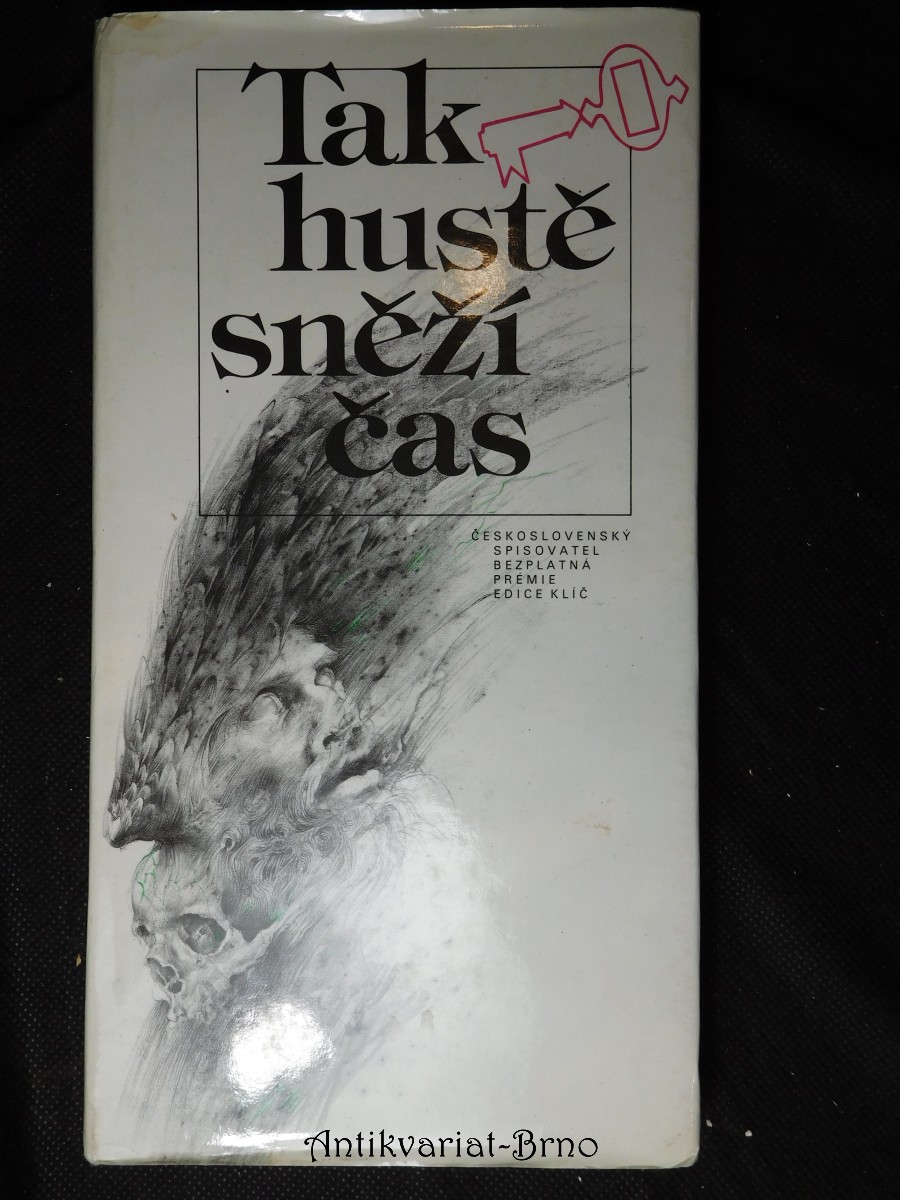 Tak
hustě
sněží
čas
ČESKOSLOVENSKÝ
SPISOVATEL
BEZPLATNÁ
PRÉMIE
EDICE KLÍČ
Antikvariat-Brno